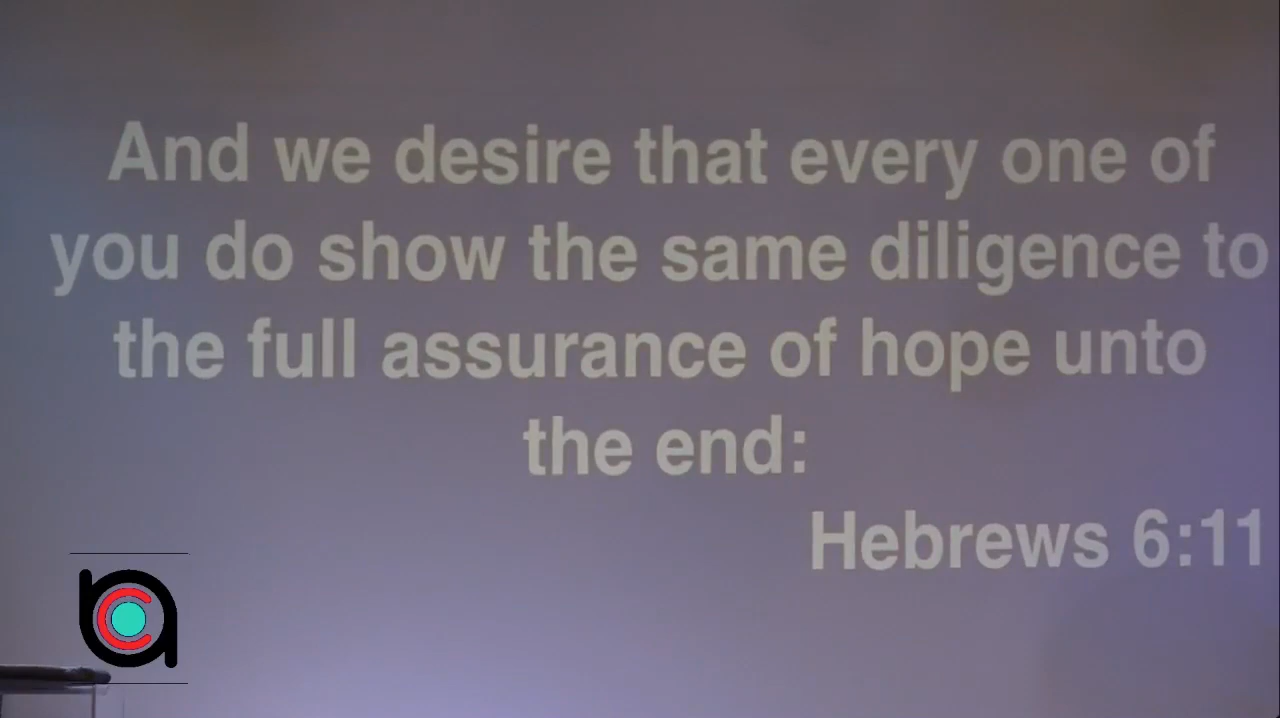 And we desire that every one of
you do show the same diligence to
the full assurance of hope unto
the end:
Hebrews 6:11